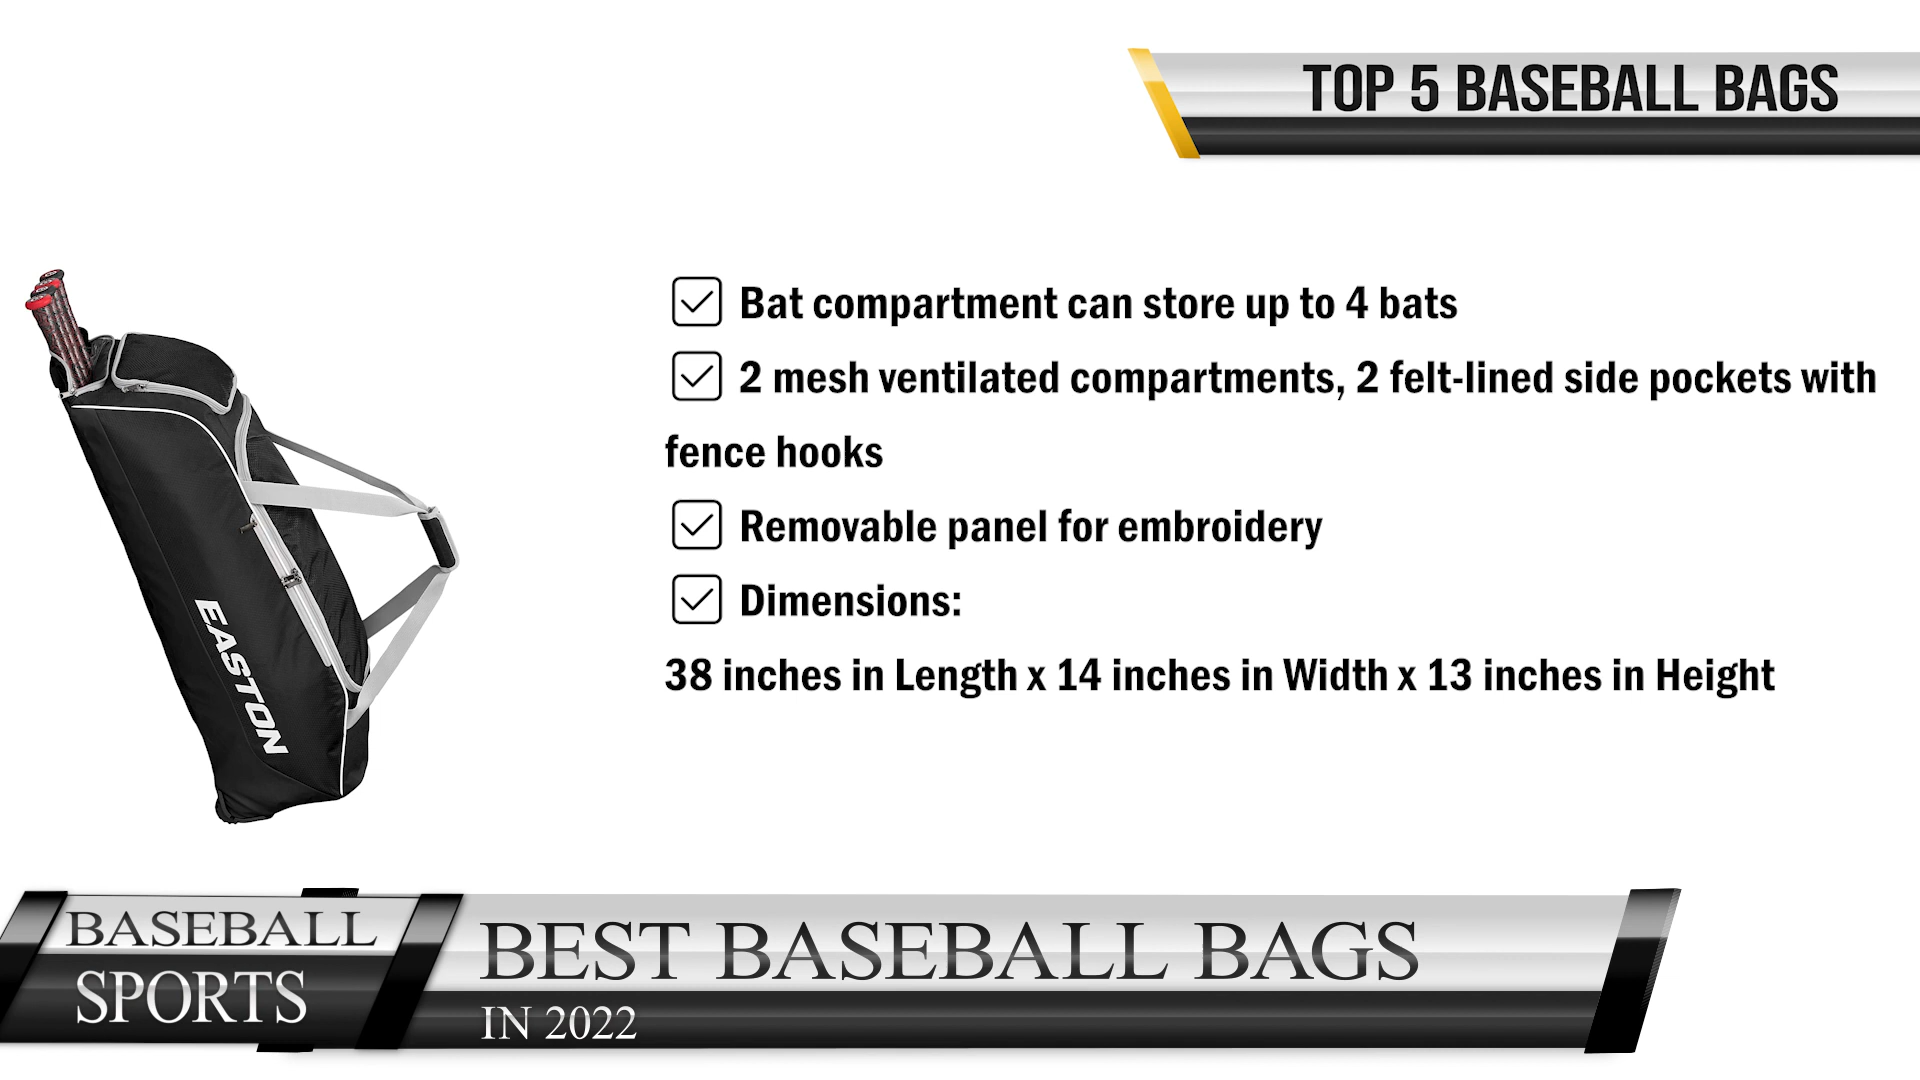 TOP 5 BASEBALL BAGS
Bat compartment can store up to 4 bats
2 mesh ventilated compartments, 2 felt-lined side pockets with
fence hooks
Removable panel for embroidery
Dimensions:
38 inches in Length x 14 inches in Width x 13 inches in Height
EASTON
BASEBALL
SPORTS
BEST BASEBALL BAGS
IN 2022